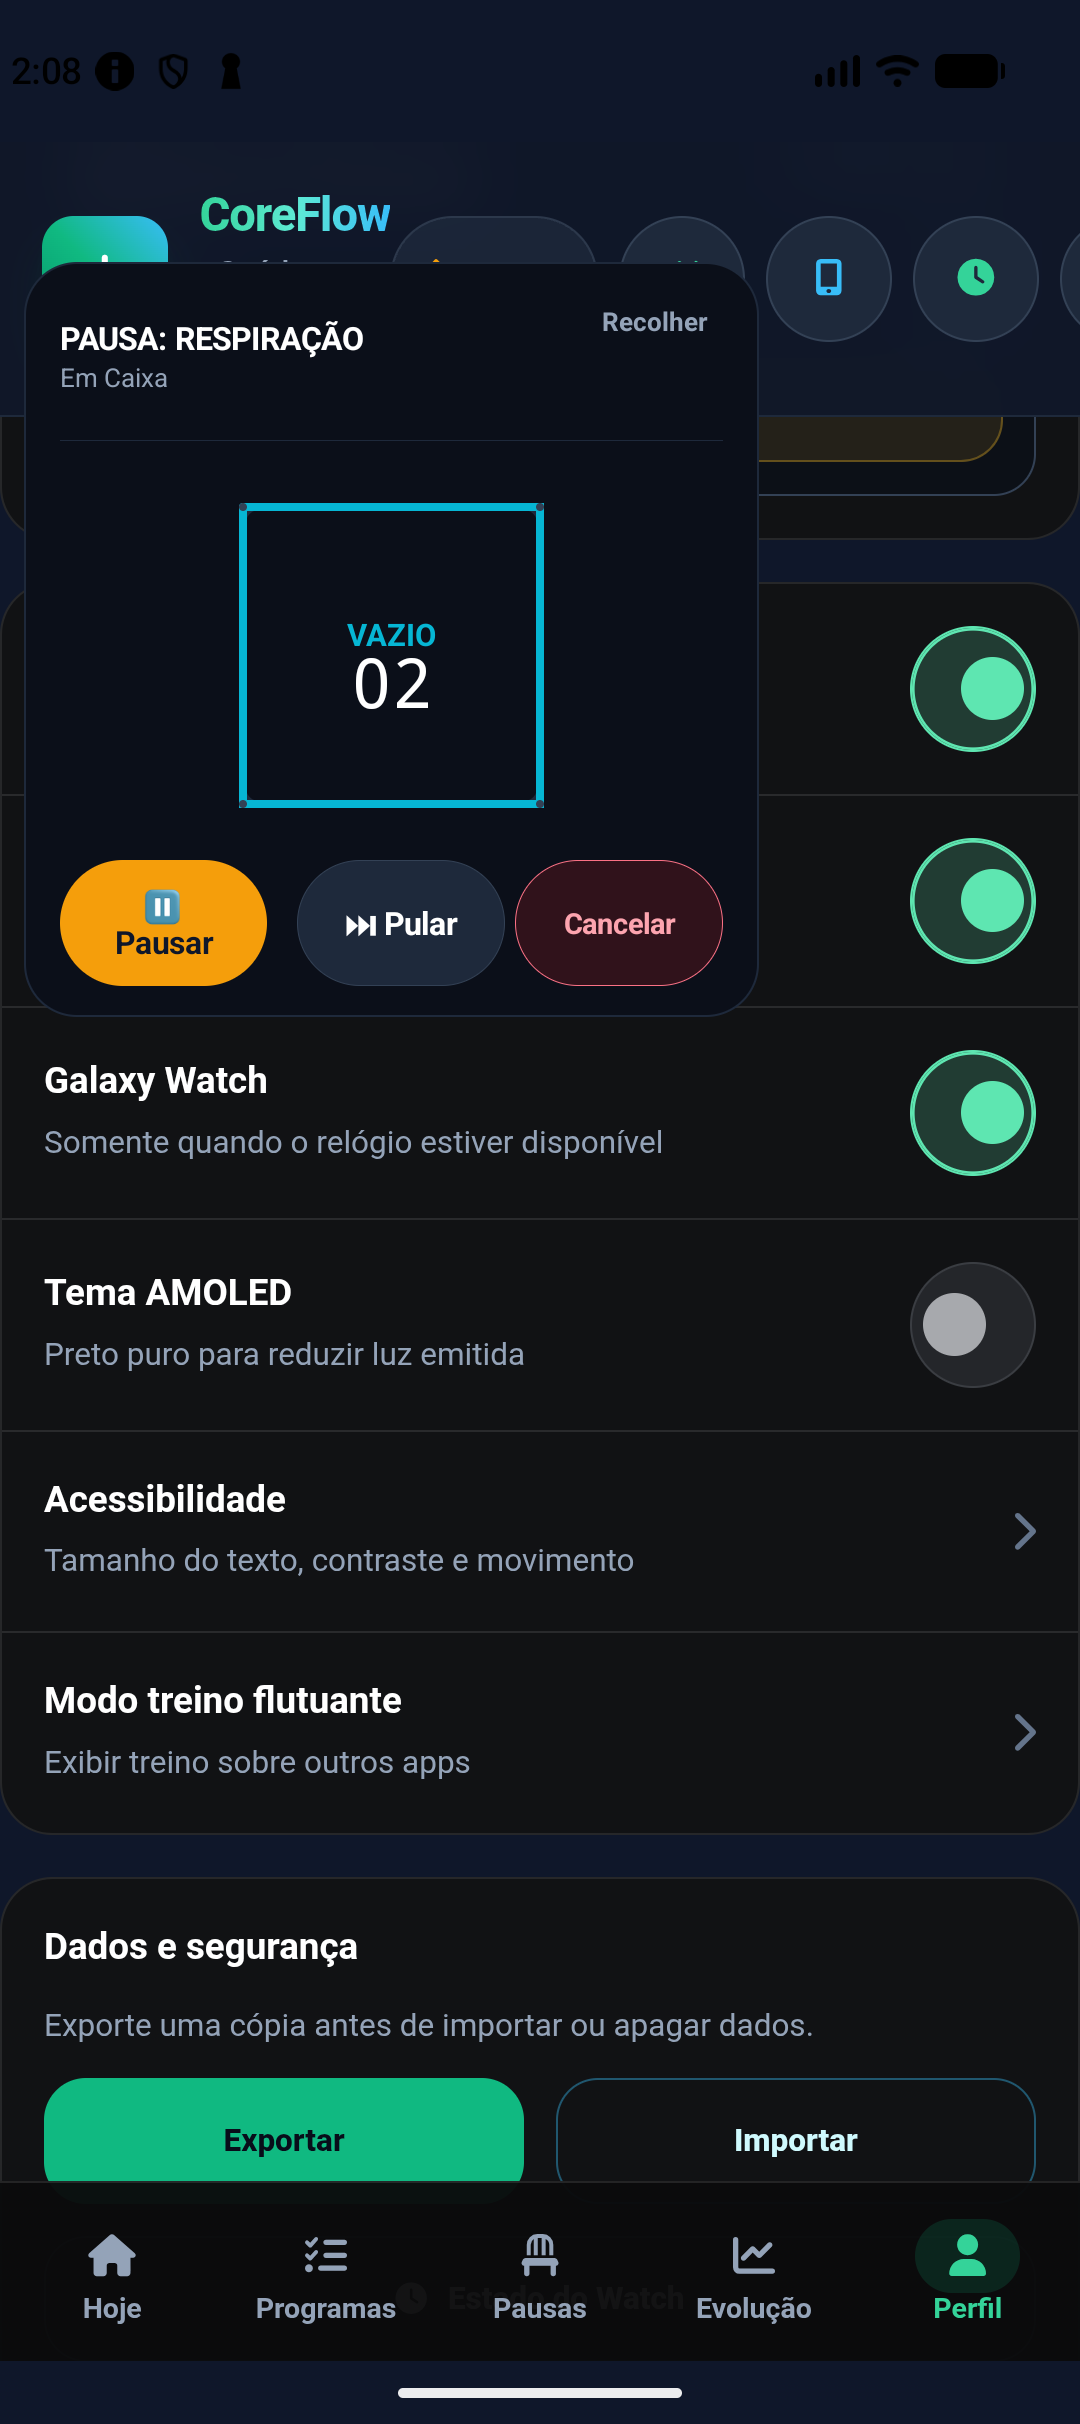 2:08
CoreFlow
PAUSA: RESPIRAÇÃO
Recolher
Em Caixa
VAZIO
02
Pausar
Pular
Cancelar
Galaxy Watch
Somente quando o relógio estiver disponível
Tema AMOLED
Preto puro para reduzir luz emitida
Acessibilidade
Tamanho do texto, contraste e movimento
Modo treino flutuante
Exibir treino sobre outros apps
Dados e segurança
Exporte uma cópia antes de importar ou apagar dados.
Exportar
Importar
Estado do Watch
Hoje
Programas
Pausas
Evolução
Perfil